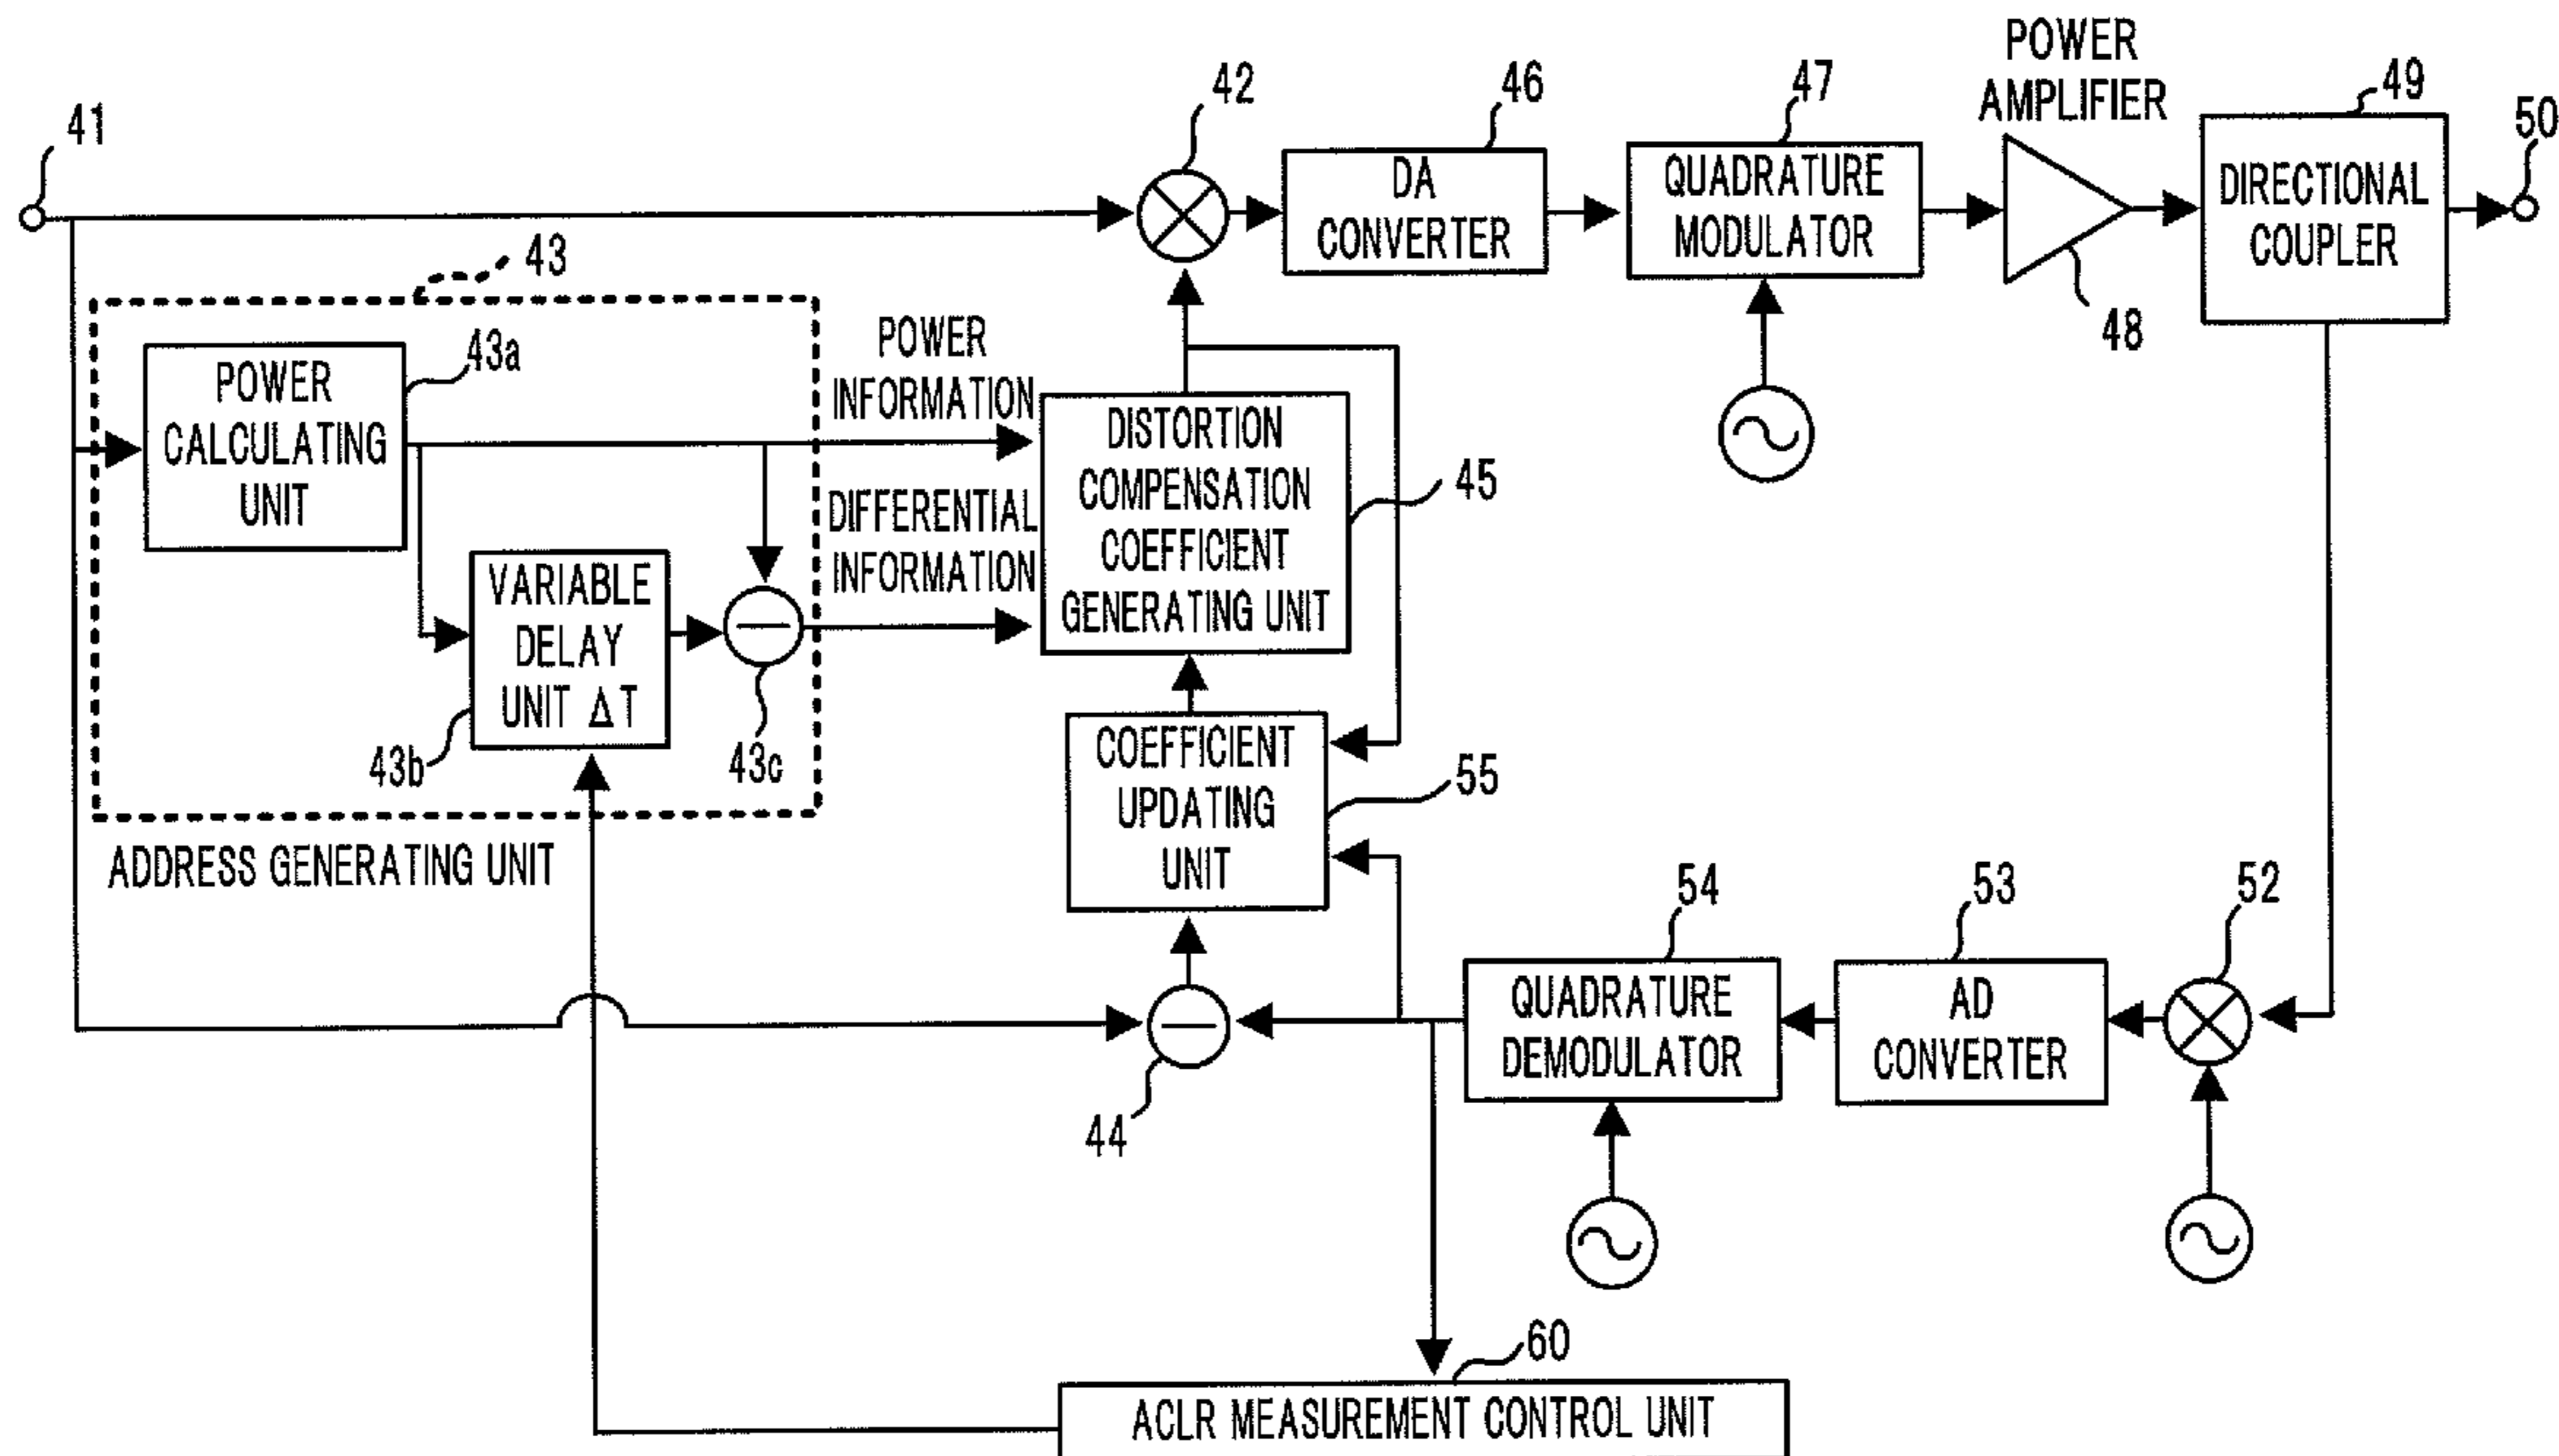 POWER
AMPLIFIER
41
42
46
47
48
49
50
DA
CONVERTER
QUADRATURE
MODULATOR
DIRECTIONAL
COUPLER
43
43a
POWER
CALCULATING
UNIT
POWER
INFORMATION
DIFFERENTIAL
INFORMATION
DISTORTION
COMPENSATION
COEFFICIENT
GENERATING UNIT
45
VARIABLE
DELAY
UNIT ΔT
43b
43c
ADDRESS GENERATING UNIT
COEFFICIENT
UPDATING
UNIT
55
54
53
52
QUADRATURE
DEMODULATOR
AD
CONVERTER
44
60
ACLR MEASUREMENT CONTROL UNIT